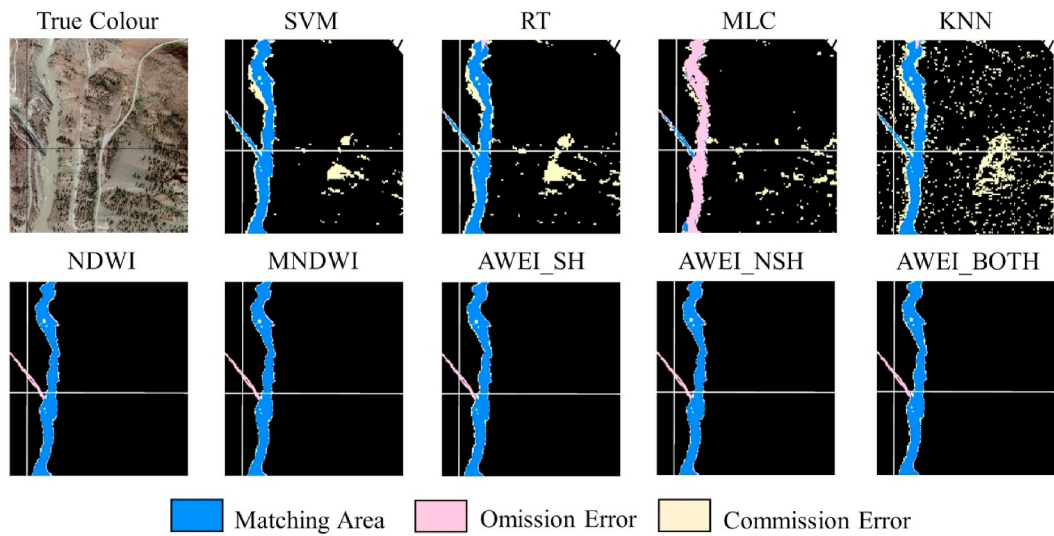 True Colour SVM RT MLC KNN
NDWI MNDWI AWEI_SH AWEI_NSH AWEI_BOTH
Matching Area Omission Error Commission Error